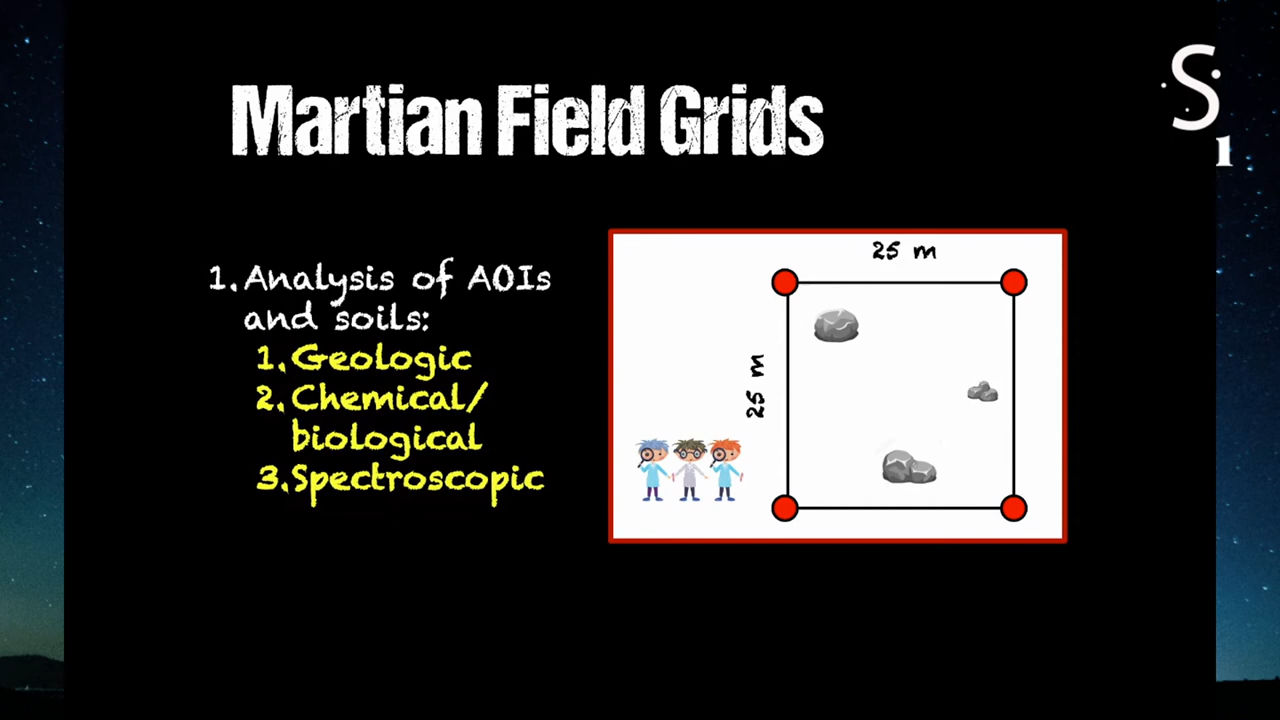 Martian Field Grids
S
1
1. Analysis of AOIs
and soils:
1. Geologic
2. Chemical/
biological
3. Spectroscopic
25 m
25 m